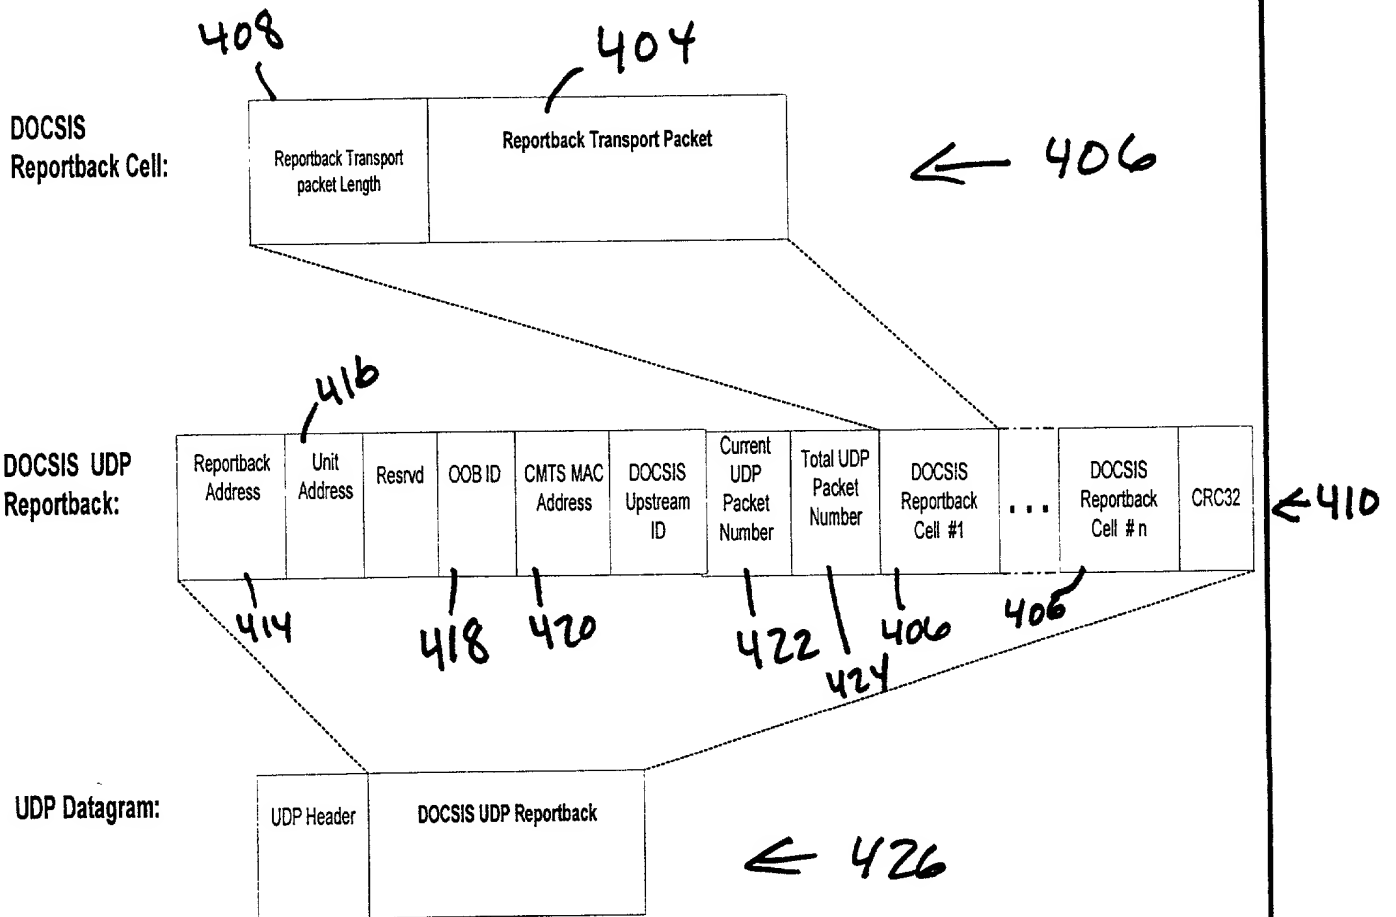 408
404
DOCSIS
Reportback Cell:
Reportback Transport
packet Length
Reportback Transport Packet
406
416
DOCSIS UDP
Reportback:
Reportback
Address
Unit
Address
Resrvd
OOB ID
CMTS MAC
Address
DOCSIS
Upstream
ID
Current
UDP
Packet
Number
Total UDP
Packet
Number
DOCSIS
Reportback
Cell #1
...
DOCSIS
Reportback
Cell # n
CRC32
410
414
418
420
422
424
406
406
UDP Datagram:
UDP Header
DOCSIS UDP Reportback
426